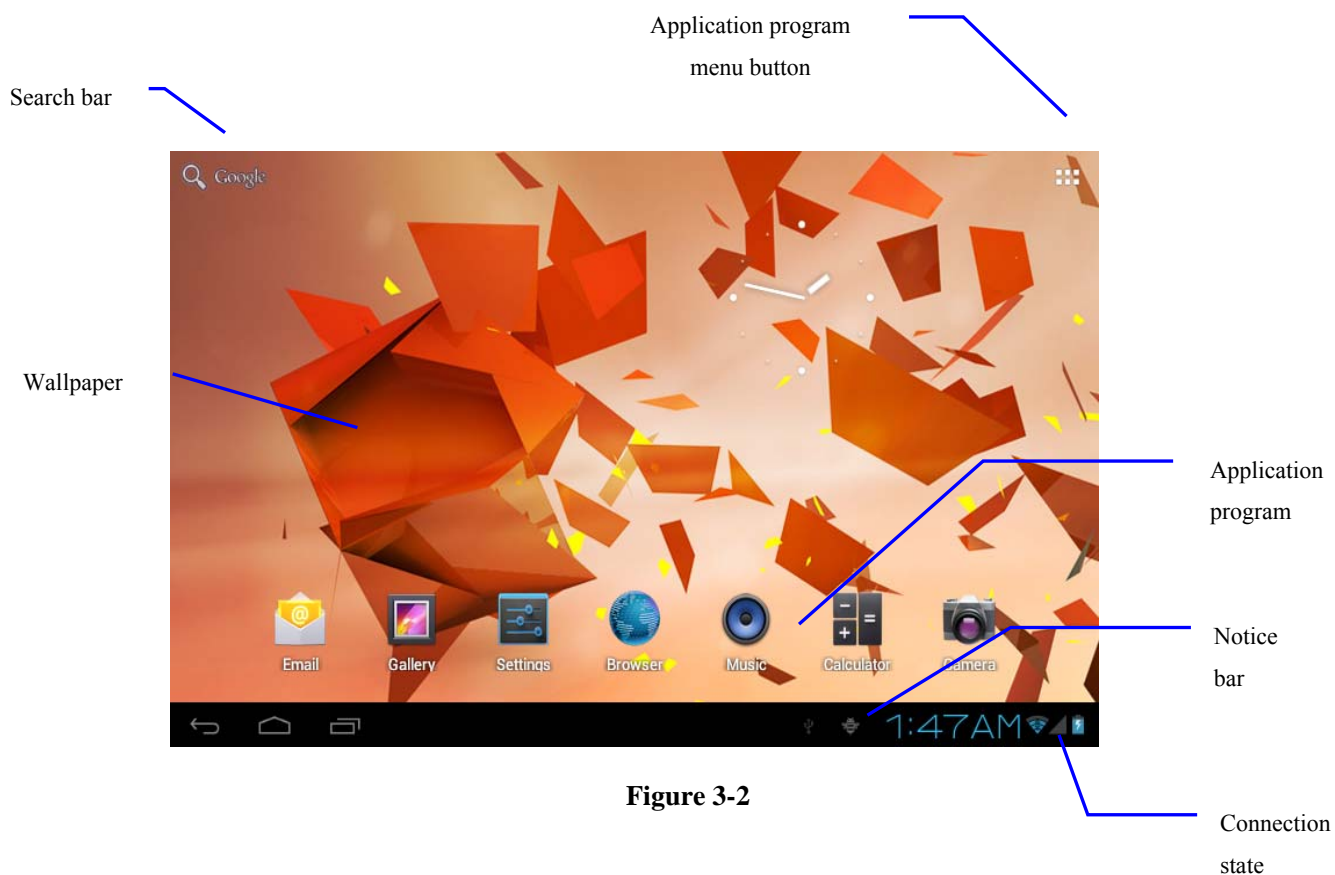 Application program
menu button
Search bar
Google
Wallpaper
Application
program
Email Gallery Settings Browser Music Calculator Camera
Notice
bar
1:47AM
Figure 3-2
Connection
state